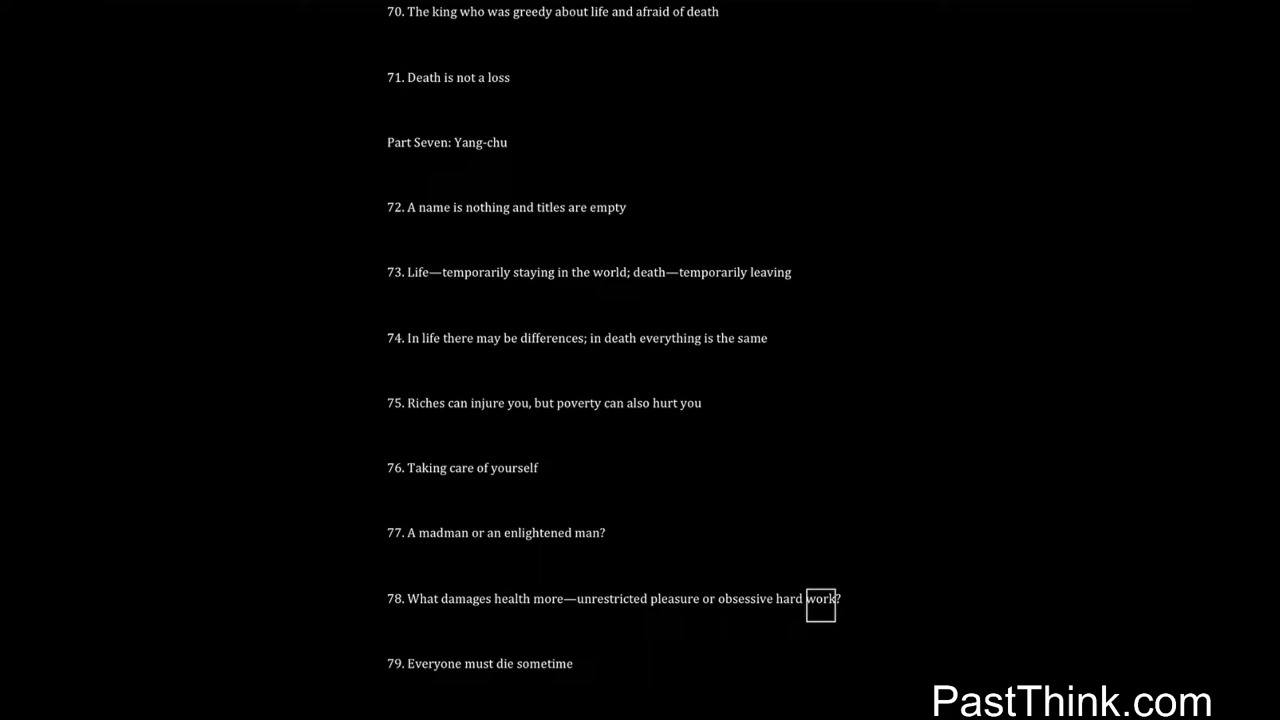 70. The king who was greedy about life and afraid of death
71. Death is not a loss
Part Seven: Yang-chu
72. A name is nothing and titles are empty
73. Life—temporarily staying in the world; death—temporarily leaving
74. In life there may be differences; in death everything is the same
75. Riches can injure you, but poverty can also hurt you
76. Taking care of yourself
77. A madman or an enlightened man?
78. What damages health more—unrestricted pleasure or obsessive hard work?
79. Everyone must die sometime
PastThink.com